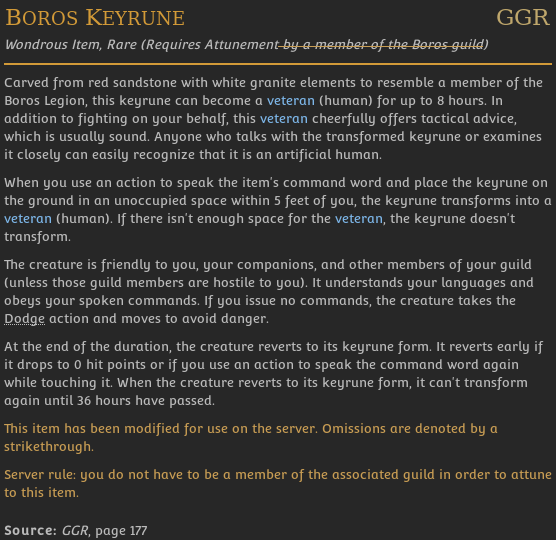 Boros Keyrune GGR
Wondrous Item, Rare (Requires Attunement by a member of the Boros guild)
Carved from red sandstone with white granite elements to resemble a member of the
Boros Legion, this keyrune can become a veteran (human) for up to 8 hours. In
addition to fighting on your behalf, this veteran cheerfully offers tactical advice,
which is usually sound. Anyone who talks with the transformed keyrune or examines
it closely can easily recognize that it is an artificial human.
When you use an action to speak the item's command word and place the keyrune on
the ground in an unoccupied space within 5 feet of you, the keyrune transforms into a
veteran (human). If there isn't enough space for the veteran, the keyrune doesn't
transform.
The creature is friendly to you, your companions, and other members of your guild
(unless those guild members are hostile to you). It understands your languages and
obeys your spoken commands. If you issue no commands, the creature takes the
Dodge action and moves to avoid danger.
At the end of the duration, the creature reverts to its keyrune form. It reverts early if
it drops to 0 hit points or if you use an action to speak the command word again
while touching it. When the creature reverts to its keyrune form, it can't transform
again until 36 hours have passed.
This item has been modified for use on the server. Omissions are denoted by a
strikethrough.
Server rule: you do not have to be a member of the associated guild in order to attune
to this item.
Source: GGR, page 177